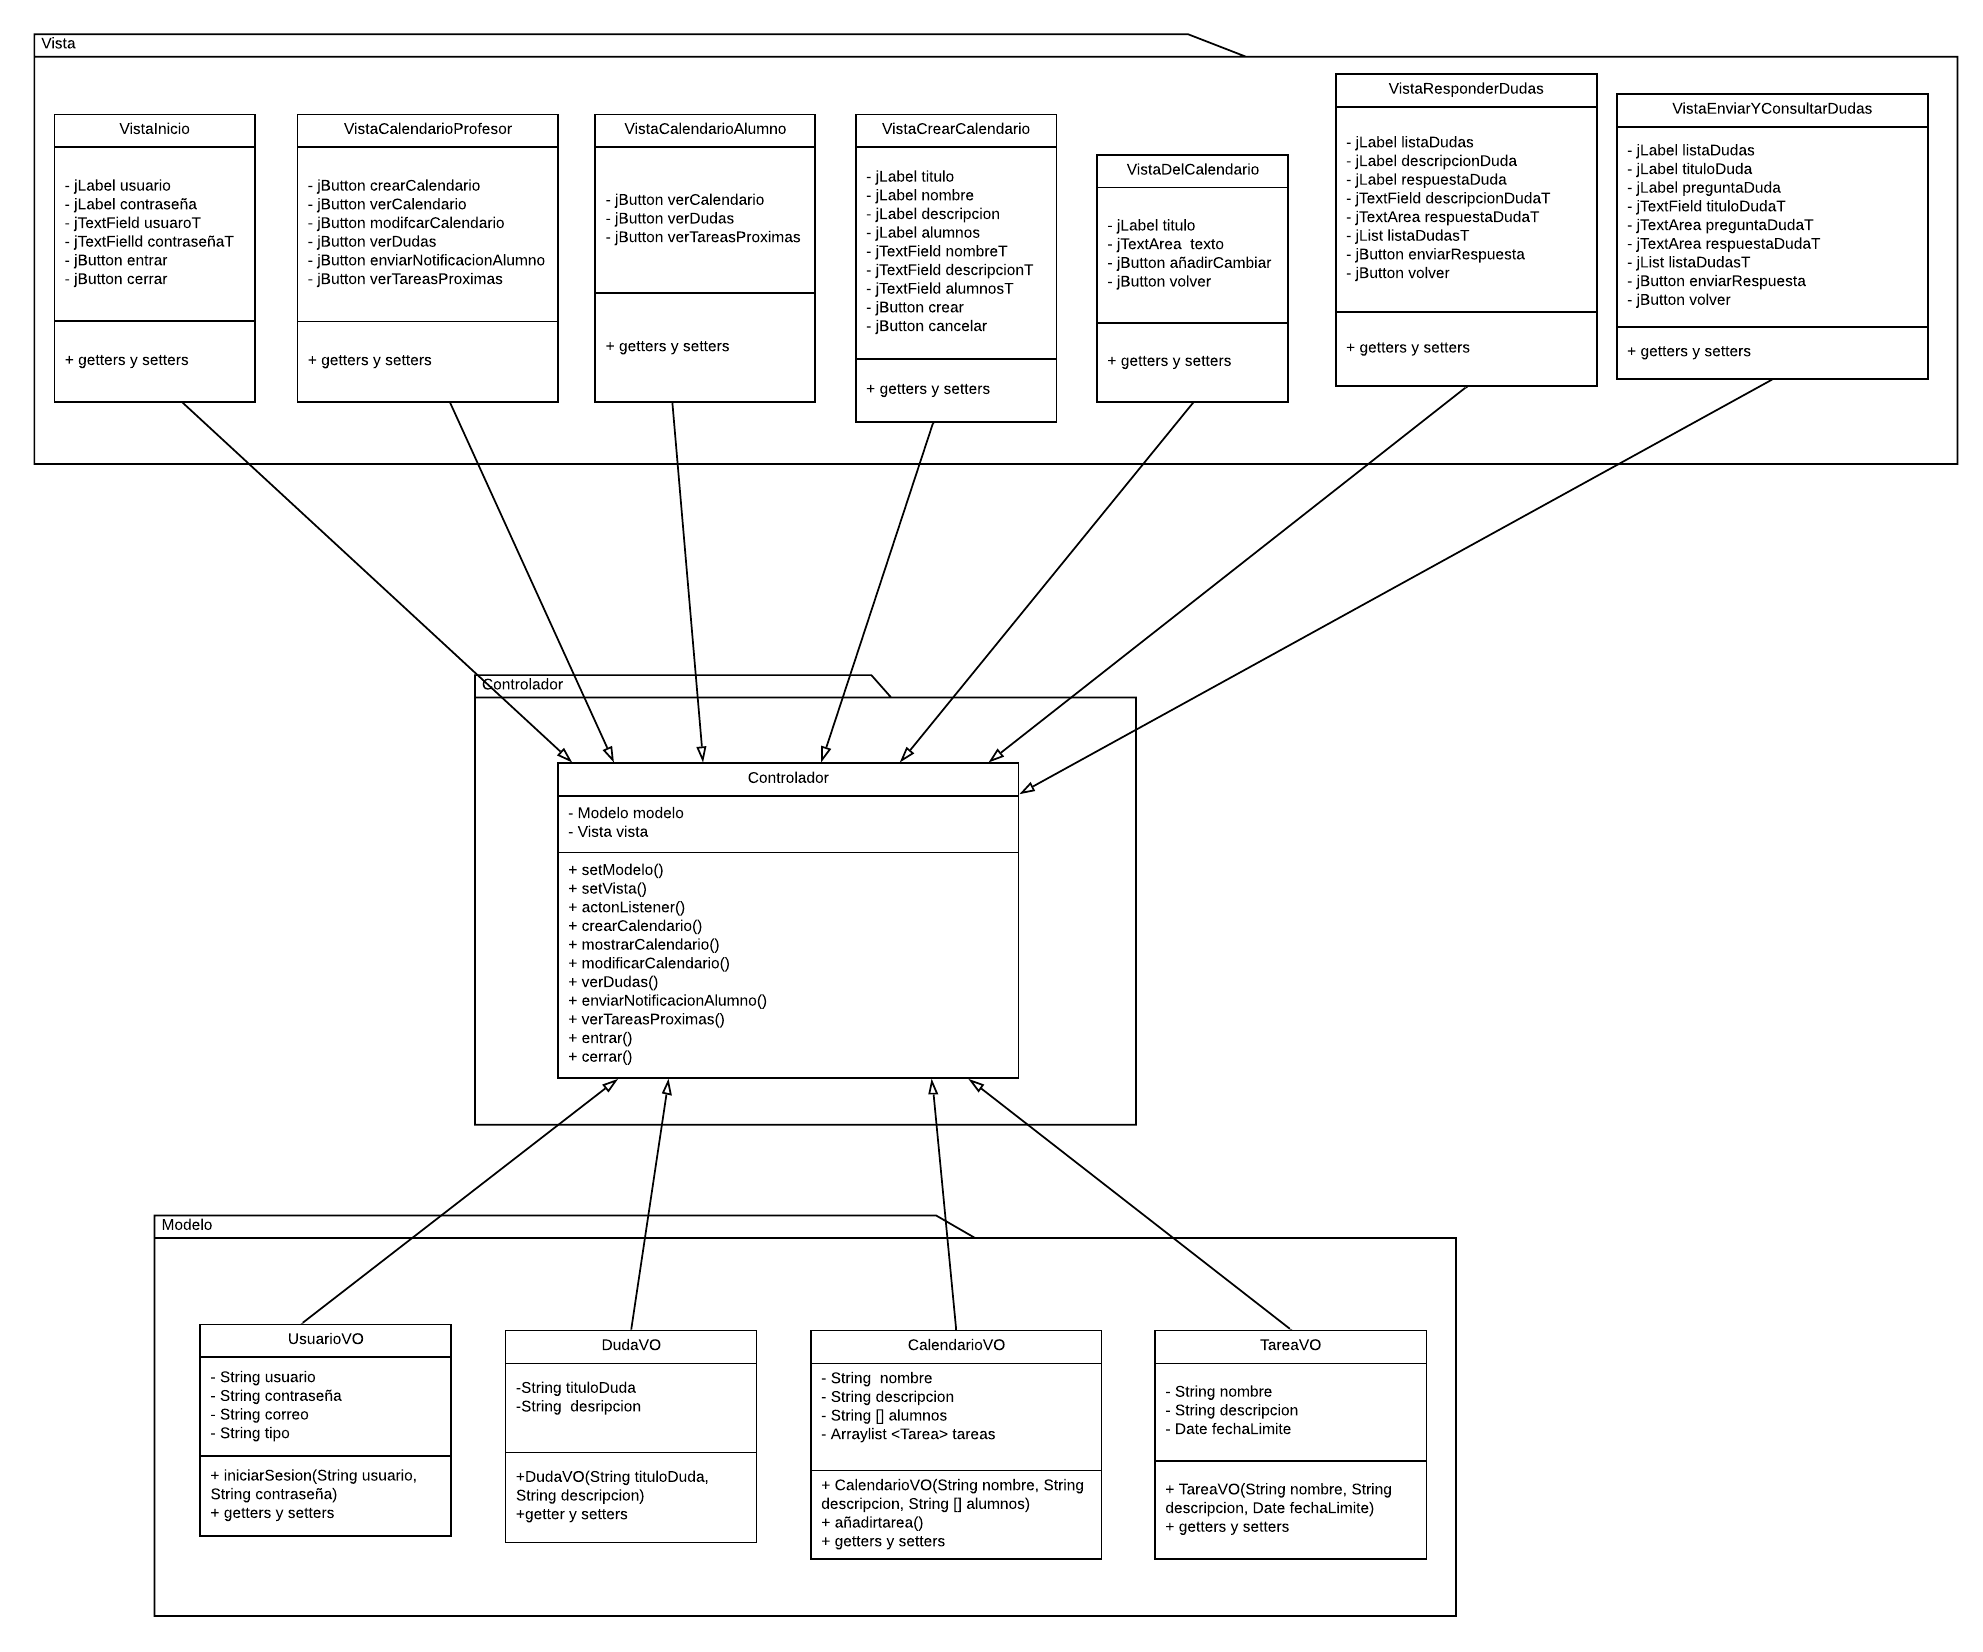 Vista
VistaInicio
- jLabel usuario
- jLabel contraseña
- jTextField usuaroT
- jTextFielld contraseñaT
- jButton entrar
- jButton cerrar
+ getters y setters
VistaCalendarioProfesor
- jButton crearCalendario
- jButton verCalendario
- jButton modifcarCalendario
- jButton verDudas
- jButton enviarNotificacionAlumno
- jButton verTareasProximas
+ getters y setters
VistaCalendarioAlumno
- jButton verCalendario
- jButton verDudas
- jButton verTareasProximas
+ getters y setters
VistaCrearCalendario
- jLabel titulo
- jLabel nombre
- jLabel descripcion
- jLabel alumnos
- jTextField nombreT
- jTextField descripcionT
- jTextField alumnosT
- jButton crear
- jButton cancelar
+ getters y setters
VistaDelCalendario
- jLabel titulo
- jTextArea  texto
- jButton añadirCambiar
- jButton volver
+ getters y setters
VistaResponderDudas
- jLabel listaDudas
- jLabel descripcionDuda
- jLabel respuestaDuda
- jTextField descripcionDudaT
- jTextArea respuestaDudaT
- jList listaDudasT
- jButton enviarRespuesta
- jButton volver
+ getters y setters
VistaEnviarYConsultarDudas
- jLabel listaDudas
- jLabel tituloDuda
- jLabel preguntaDuda
- jTextField tituloDudaT
- jTextArea preguntaDudaT
- jTextArea respuestaDudaT
- jList listaDudasT
- jButton enviarRespuesta
- jButton volver
+ getters y setters
Controlador
Controlador
- Modelo modelo
- Vista vista
+ setModelo()
+ setVista()
+ actonListener()
+ crearCalendario()
+ mostrarCalendario()
+ modificarCalendario()
+ verDudas()
+ enviarNotificacionAlumno()
+ verTareasProximas()
+ entrar()
+ cerrar()
Modelo
UsuarioVO
- String usuario
- String contraseña
- String correo
- String tipo
+ iniciarSesion(String usuario,
String contraseña)
+ getters y setters
DudaVO
-String tituloDuda
-String  desripcion
+DudaVO(String tituloDuda,
String descripcion)
+getter y setters
CalendarioVO
- String  nombre
- String descripcion
- String [] alumnos
- Arraylist <Tarea> tareas
+ CalendarioVO(String nombre, String
descripcion, String [] alumnos)
+ añadirtarea()
+ getters y setters
TareaVO
- String nombre
- String descripcion
- Date fechaLimite
+ TareaVO(String nombre, String
descripcion, Date fechaLimite)
+ getters y setters